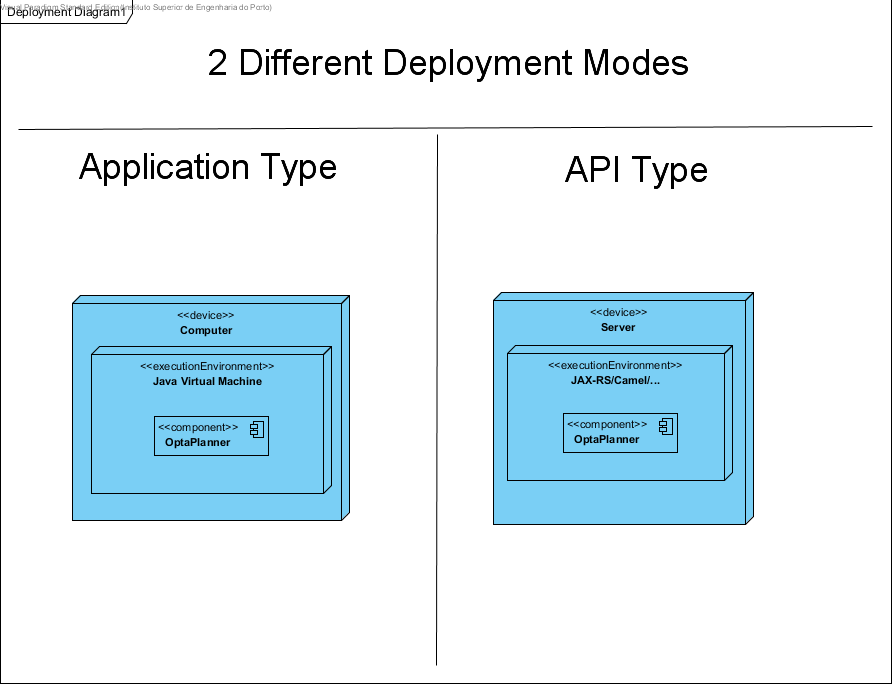 Visual Paradigm Standard Edition(Instituto Superior de Engenharia do Porto)
Deployment Diagram1
2 Different Deployment Modes
Application Type
API Type
<<device>>
Computer
<<executionEnvironment>>
Java Virtual Machine
<<component>>
OptaPlanner
<<device>>
Server
<<executionEnvironment>>
JAX-RS/Camel/...
<<component>>
OptaPlanner